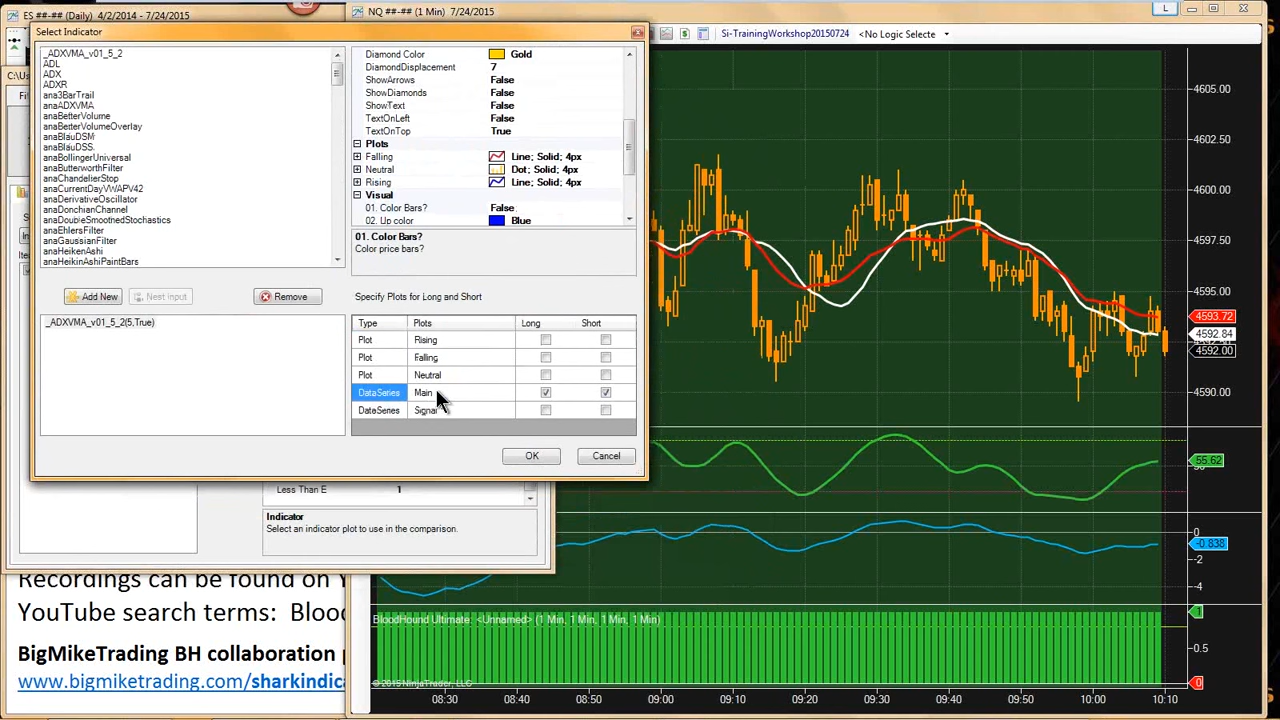 ES ##-## (Daily) 4/2/2014 - 7/24/2015
NQ ##-## (1 Min) 7/24/2015
L
Select Indicator
Si-TrainingWorkshop20150724
<No Logic Selecte
_ADXVMA_v01_5_2
ADL
ADX
ADXR
ana3BarTrail
anaADXVMA
anaBetterVolume
anaBetterVolumeOverlay
anaBlauDSM
anaBlauDSS
anaBollingerUniversal
anaButterworthFilter
anaChandelierStop
anaCurrentDayVWAPV42
anaDerivativeOscillator
anaDonchianChannel
anaDoubleSmoothedStochastics
anaEhlersFilter
anaGaussianFilter
anaHeikenAshi
anaHeikinAshiPaintBars
Diamond Color Gold
DiamondDisplacement 7
ShowArrows False
ShowDiamonds False
ShowText False
TextOnLeft False
TextOnTop True
Plots
Falling Line; Solid; 4px
Neutral Dot; Solid; 4px
Rising Line; Solid; 4px
Visual
01. Color Bars? False
02. Up color Blue
01. Color Bars?
Color price bars?
Add New Nest input Remove
Specify Plots for Long and Short
_ADXVMA_v01_5_2(5,True)
Type Plots Long Short
Plot Rising
Plot Falling
Plot Neutral
DataSeries Main
DataSeries Signal
OK Cancel
Less Than E 1
Indicator
Select an indicator plot to use in the comparison.
Recordings can be found on Y
YouTube search terms: Blood
BigMikeTrading BH collaboration
www.bigmiketrading.com/sharkindica
4605.00
4602.50
4600.00
4597.50
4595.00
4593.72
4592.84
4592.00
4590.00
55.62
0
-0.838
-2
-4
BloodHound Ultimate: <Unnamed> (1 Min, 1 Min, 1 Min, 1 Min)
1
0.5
0
© 2015 NinjaTrader, LLC
08:30 08:40 08:50 09:00 09:10 09:20 09:30 09:40 09:50 10:00 10:10